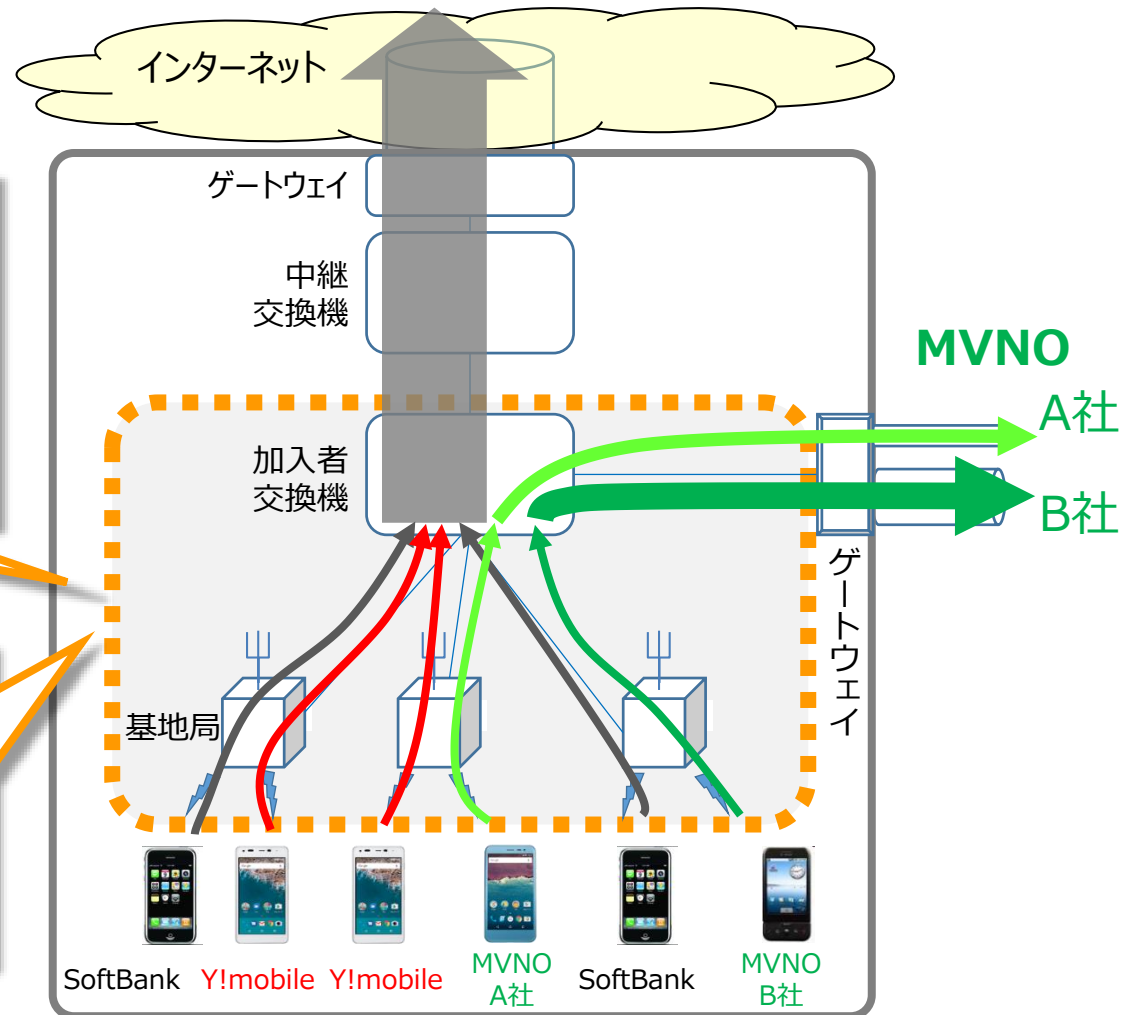 インターネット
ゲートウェイ
中継
交換機
MVNO
A社
加入者
交換機
B社
ゲートウェイ
基地局
SoftBank
Y!mobile
Y!mobile
MVNO
A社
SoftBank
MVNO
B社